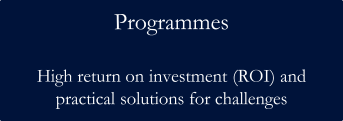 Programmes
High return on investment (ROI) and
practical solutions for challenges